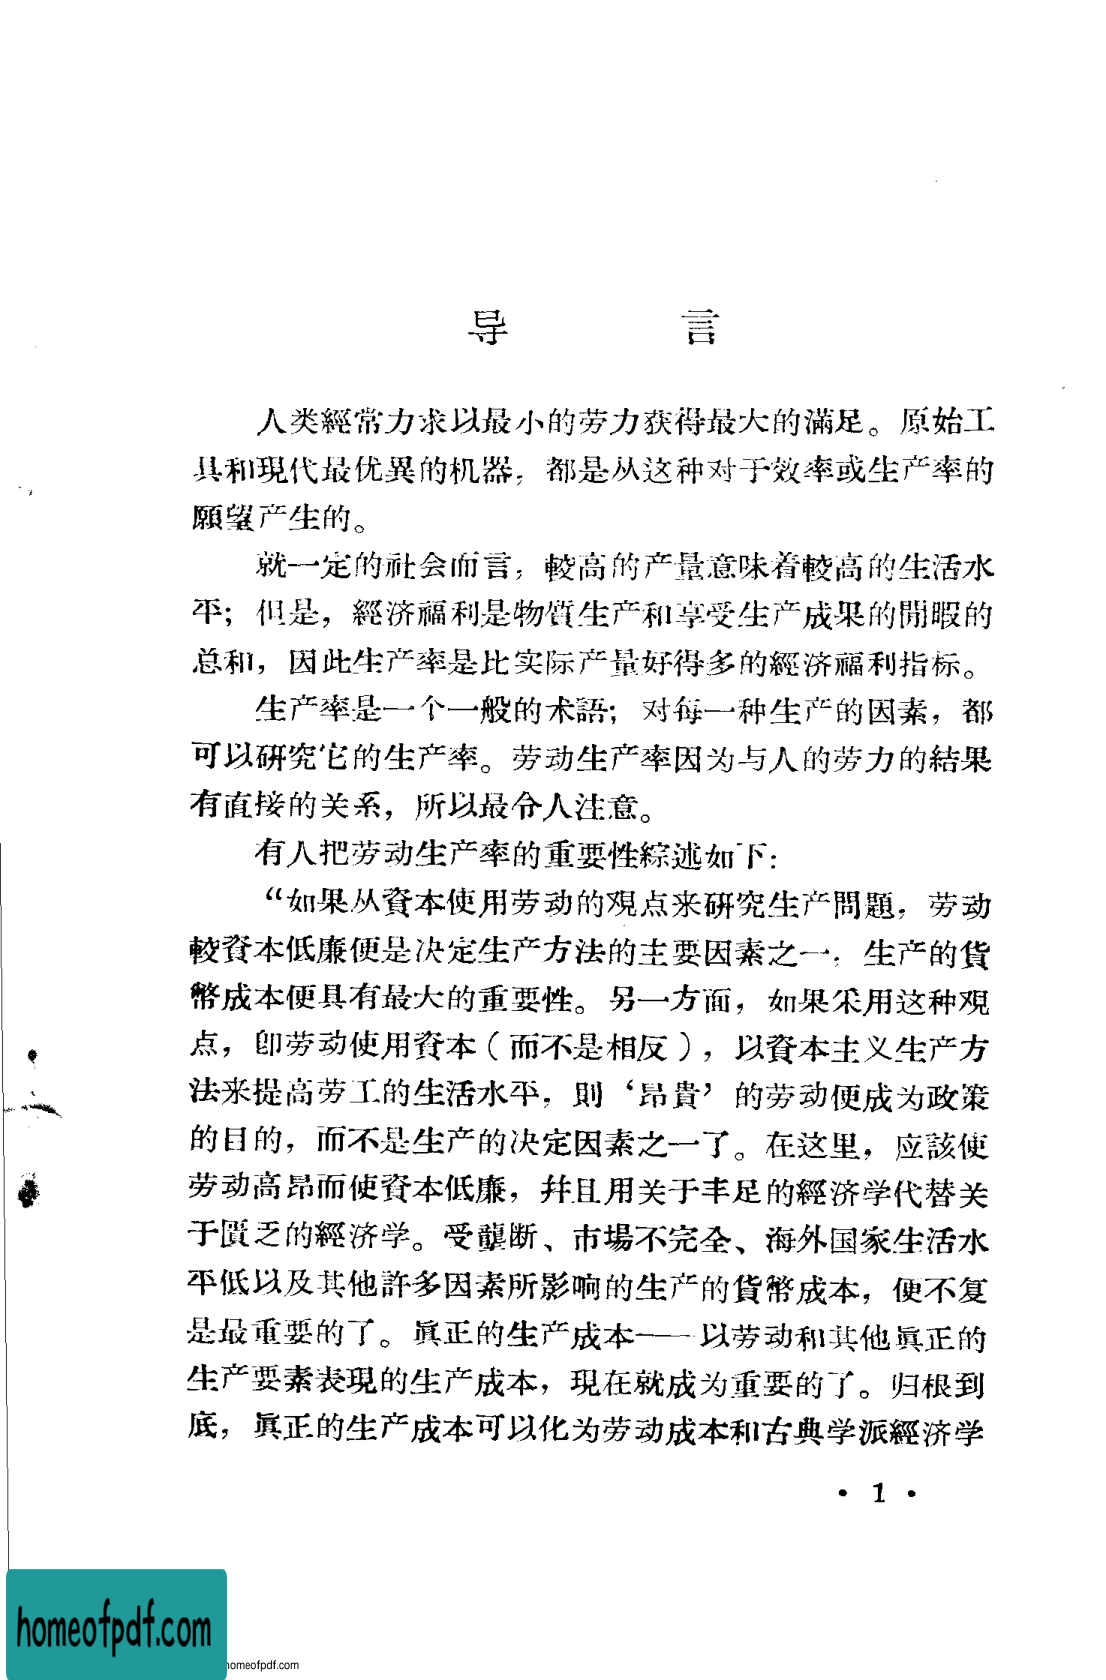 导 言
人类經常力求以最小的劳力获得最大的滿足。原始工
具和現代最优異的机器，都是从这种对于效率或生产率的
願望产生的。
就一定的社会而言，較高的产量意味着較高的生活水
平；但是，經济福利是物質生产和享受生产成果的閒暇的
总和，因此生产率是比实际产量好得多的經济福利指标。
生产率是一个一般的术語；对每一种生产的因素，都
可以研究它的生产率。劳动生产率因为与人的劳力的結果
有直接的关系，所以最令人注意。
有人把劳动生产率的重要性綜述如下：
“如果从資本使用劳动的观点来研究生产問題，劳动
較資本低廉便是决定生产方法的主要因素之一，生产的貨
幣成本便具有最大的重要性。另一方面，如果采用这种观
点，卽劳动使用資本（而不是相反），以資本主义生产方
法来提高劳工的生活水平，則‘昂貴’的劳动便成为政策
的目的，而不是生产的决定因素之一了。在这里，应該使
劳动高昂而使資本低廉，幷且用关于丰足的經济学代替关
于匱乏的經济学。受壟断、市場不完全、海外国家生活水
平低以及其他許多因素所影响的生产的貨幣成本，便不复
是最重要的了。眞正的生产成本——以劳动和其他眞正的
生产要素表現的生产成本，現在就成为重要的了。归根到
底，眞正的生产成本可以化为劳动成本和古典学派經济学
• 1 •
homeofpdf.com
homeofpdf.com